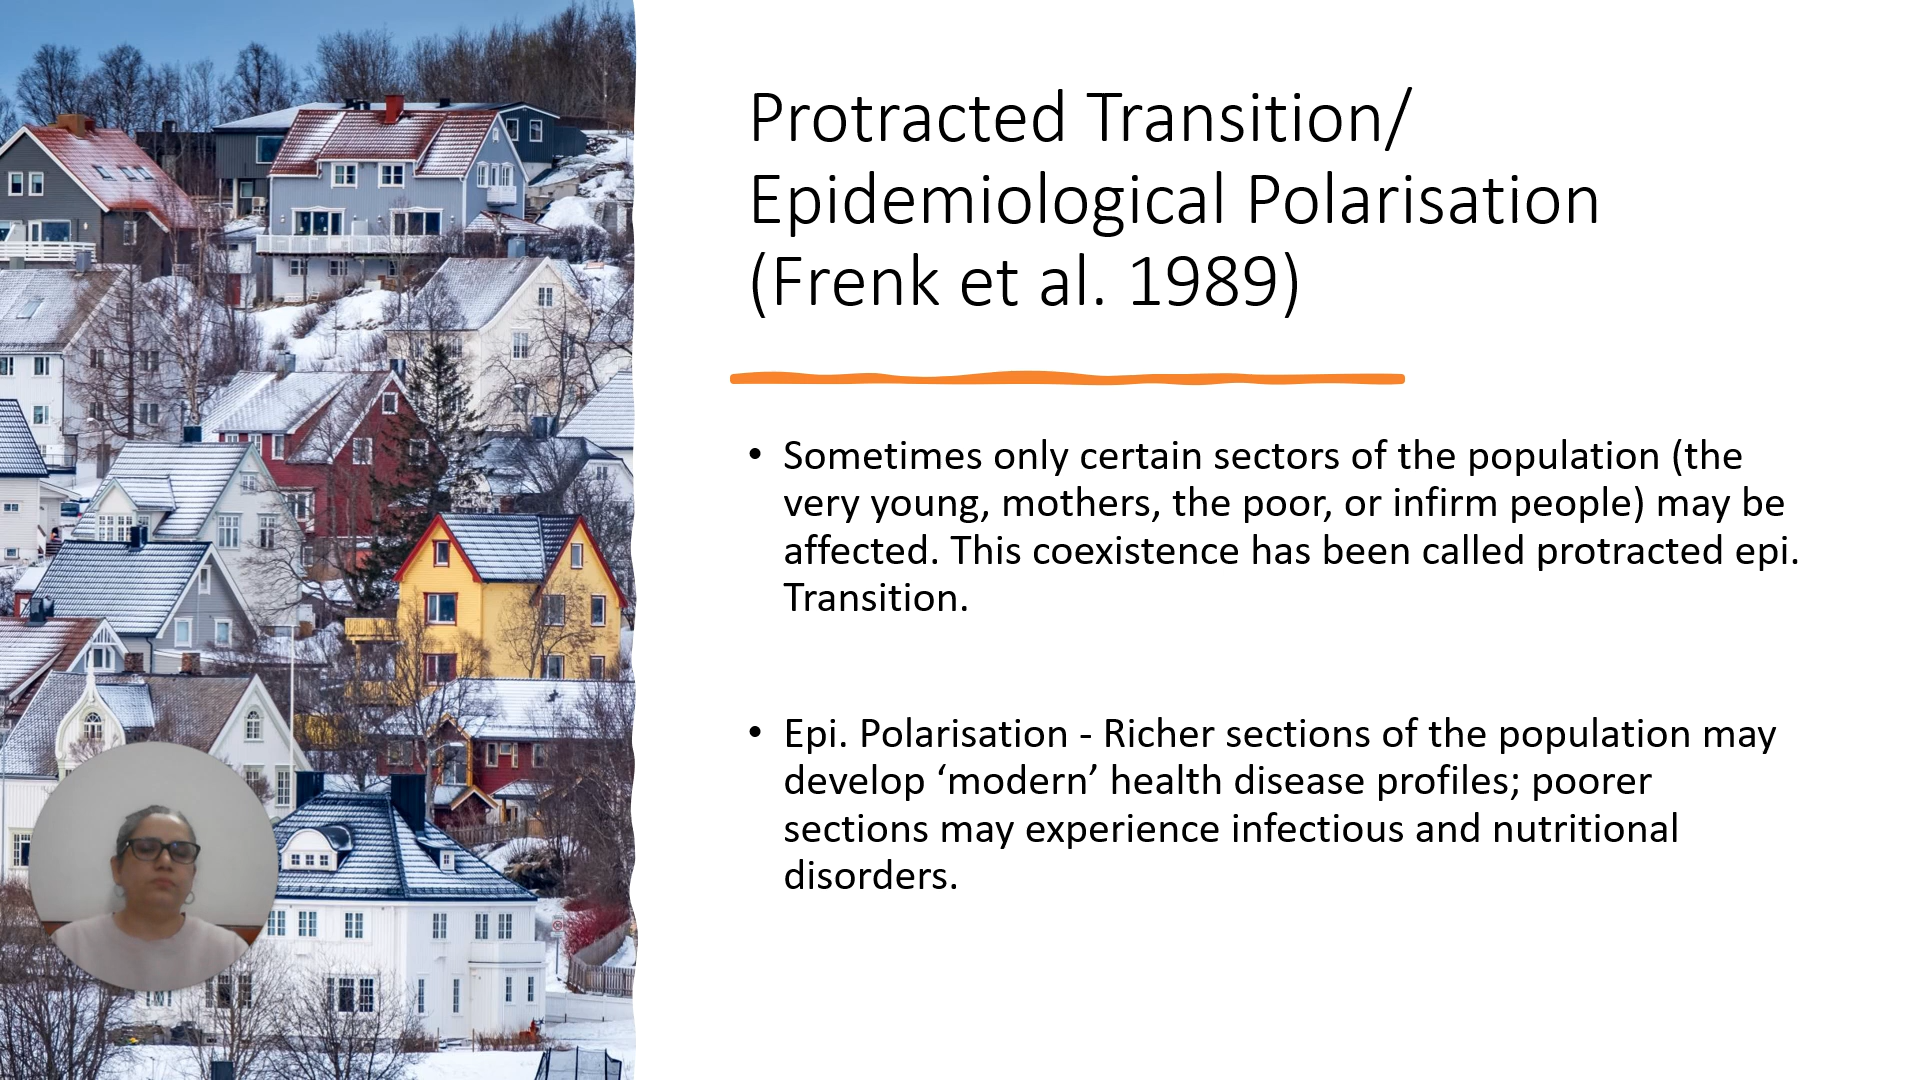 Protracted Transition/
Epidemiological Polarisation
(Frenk et al. 1989)
• Sometimes only certain sectors of the population (the
very young, mothers, the poor, or infirm people) may be
affected. This coexistence has been called protracted epi.
Transition.
• Epi. Polarisation - Richer sections of the population may
develop ‘modern’ health disease profiles; poorer
sections may experience infectious and nutritional
disorders.